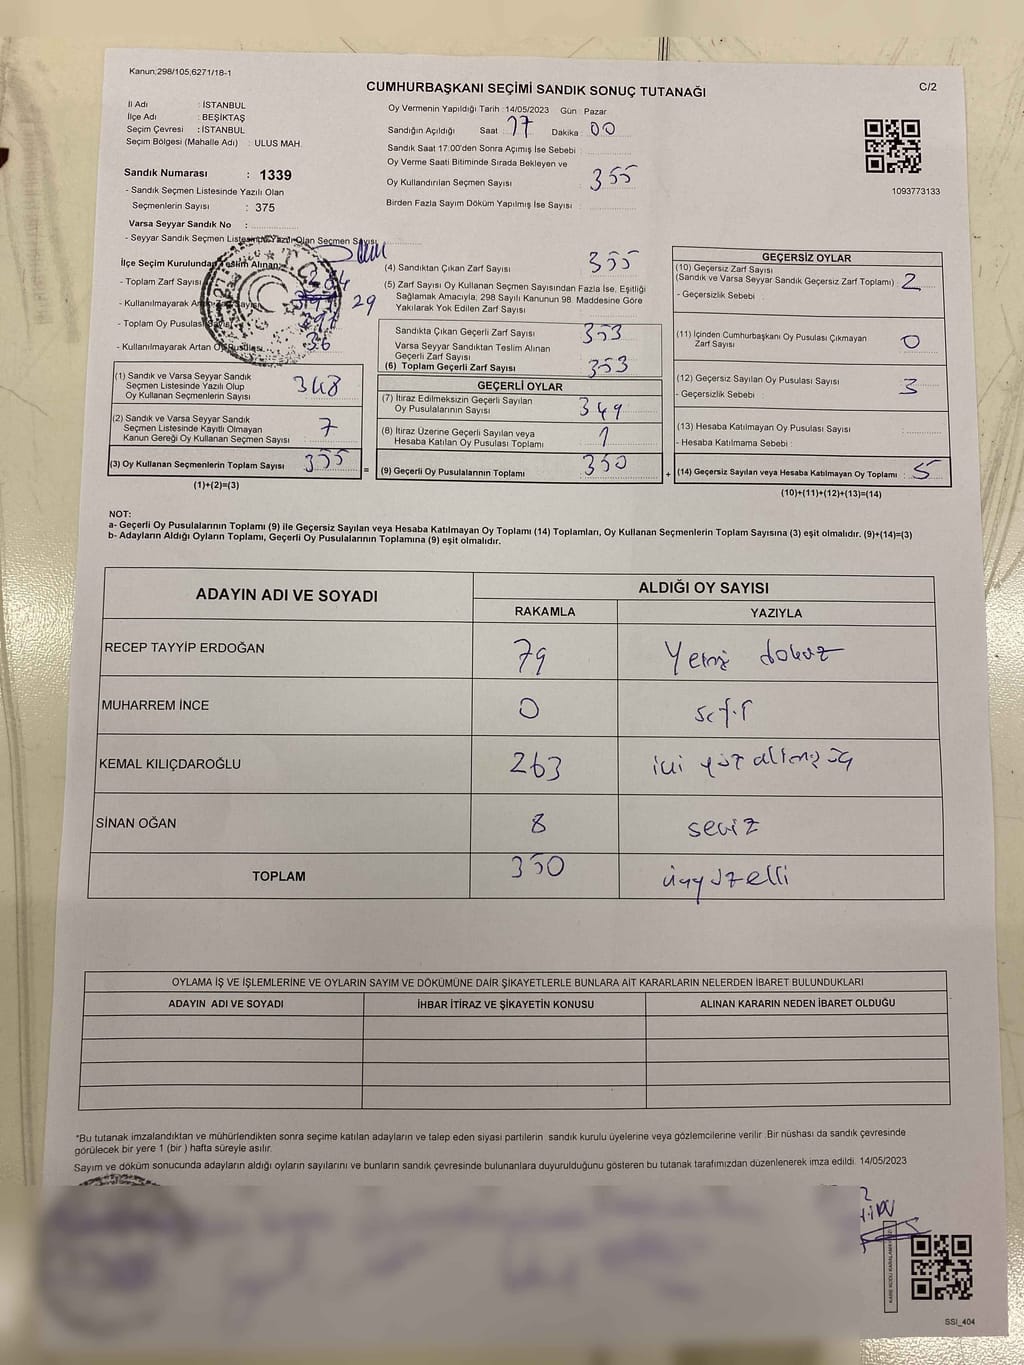 Kanun;298/105,6271/18-1
C/2
CUMHURBAŞKANI SEÇİMİ SANDIK SONUÇ TUTANAĞI
İl Adı : İSTANBUL
İlçe Adı : BEŞİKTAŞ
Seçim Çevresi : İSTANBUL
Seçim Bölgesi (Mahalle Adı) : ULUS MAH.
Sandık Numarası : 1339
- Sandık Seçmen Listesinde Yazılı Olan
Seçmenlerin Sayısı : 375
Varsa Seyyar Sandık No :
- Seyyar Sandık Seçmen Listesinde Yazılı Olan Seçmen Sayısı
Oy Vermenin Yapıldığı Tarih : 14/05/2023 Gün : Pazar
Sandığın Açıldığı Saat : 17 Dakika : 00
Sandık Saat 17:00'den Sonra Açımış İse Sebebi :
Oy Verme Saati Bitiminde Sırada Bekleyen ve
Oy Kullandırılan Seçmen Sayısı : 355
Birden Fazla Sayım Döküm Yapılmış İse Sayısı :
1093773133
İlçe Seçim Kurulundan Teslim Alınan
- Toplam Zarf Sayısı
- Kullanılmayarak Artan Zarf Sayısı 29
- Toplam Oy Pusulası Sayısı
- Kullanılmayarak Artan Oy Pusulası 36
(1) Sandık ve Varsa Seyyar Sandık
Seçmen Listesinde Yazılı Olup
Oy Kullanan Seçmenlerin Sayısı 348
(2) Sandık ve Varsa Seyyar Sandık
Seçmen Listesinde Kayıtlı Olmayan
Kanun Gereği Oy Kullanan Seçmen Sayısı 7
(3) Oy Kullanan Seçmenlerin Toplam Sayısı 355 =
(1)+(2)=(3)
(4) Sandıktan Çıkan Zarf Sayısı 355
(5) Zarf Sayısı Oy Kullanan Seçmen Sayısından Fazla İse, Eşitliği
Sağlamak Amacıyla; 298 Sayılı Kanunun 98. Maddesine Göre
Yakılarak Yok Edilen Zarf Sayısı
Sandıkta Çıkan Geçerli Zarf Sayısı 353
Varsa Seyyar Sandıktan Teslim Alınan
Geçerli Zarf Sayısı
(6) Toplam Geçerli Zarf Sayısı 353
GEÇERLİ OYLAR
(7) İtiraz Edilmeksizin Geçerli Sayılan
Oy Pusulalarının Sayısı 349
(8) İtiraz Üzerine Geçerli Sayılan veya
Hesaba Katılan Oy Pusulası Toplamı 1
(9) Geçerli Oy Pusulalarının Toplamı 350 +
GEÇERSİZ OYLAR
(10) Geçersiz Zarf Sayısı
(Sandık ve Varsa Seyyar Sandık Geçersiz Zarf Toplamı) : 2
- Geçersizlik Sebebi
(11) İçinden Cumhurbaşkanı Oy Pusulası Çıkmayan
Zarf Sayısı 0
(12) Geçersiz Sayılan Oy Pusulası Sayısı 3
- Geçersizlik Sebebi :
(13) Hesaba Katılmayan Oy Pusulası Sayısı
- Hesaba Katılmama Sebebi :
(14) Geçersiz Sayılan veya Hesaba Katılmayan Oy Toplamı : 5
(10)+(11)+(12)+(13)=(14)
NOT:
a- Geçerli Oy Pusulalarının Toplamı (9) ile Geçersiz Sayılan veya Hesaba Katılmayan Oy Toplamı (14) Toplamları, Oy Kullanan Seçmenlerin Toplam Sayısına (3) eşit olmalıdır. (9)+(14)=(3)
b- Adayların Aldığı Oyların Toplamı, Geçerli Oy Pusulalarının Toplamına (9) eşit olmalıdır.
ADAYIN ADI VE SOYADI ALDIĞI OY SAYISI
RAKAMLA YAZIYLA
RECEP TAYYİP ERDOĞAN 79 Yetmiş dokuz
MUHARREM İNCE 0 sıfır
KEMAL KILIÇDAROĞLU 263 iki yüz altmış üç
SİNAN OĞAN 8 sekiz
TOPLAM 350 üçyüzelli
OYLAMA İŞ VE İŞLEMLERİNE VE OYLARIN SAYIM VE DÖKÜMÜNE DAİR ŞİKAYETLERLE BUNLARA AİT KARARLARIN NELERDEN İBARET BULUNDUKLARI
ADAYIN ADI VE SOYADI İHBAR İTİRAZ VE ŞİKAYETİN KONUSU ALINAN KARARIN NEDEN İBARET OLDUĞU
*Bu tutanak imzalandıktan ve mühürlendikten sonra seçime katılan adayların ve talep eden siyasi partilerin sandık kurulu üyelerine veya gözlemcilerine verilir .Bir nüshası da sandık çevresinde
görülecek bir yere 1 (bir ) hafta süreyle asılır.
Sayım ve döküm sonucunda adayların aldığı oyların sayılarını ve bunların sandık çevresinde bulunanlara duyurulduğunu gösteren bu tutanak tarafımızdan düzenlenerek imza edildi. 14/05/2023
SSI_404